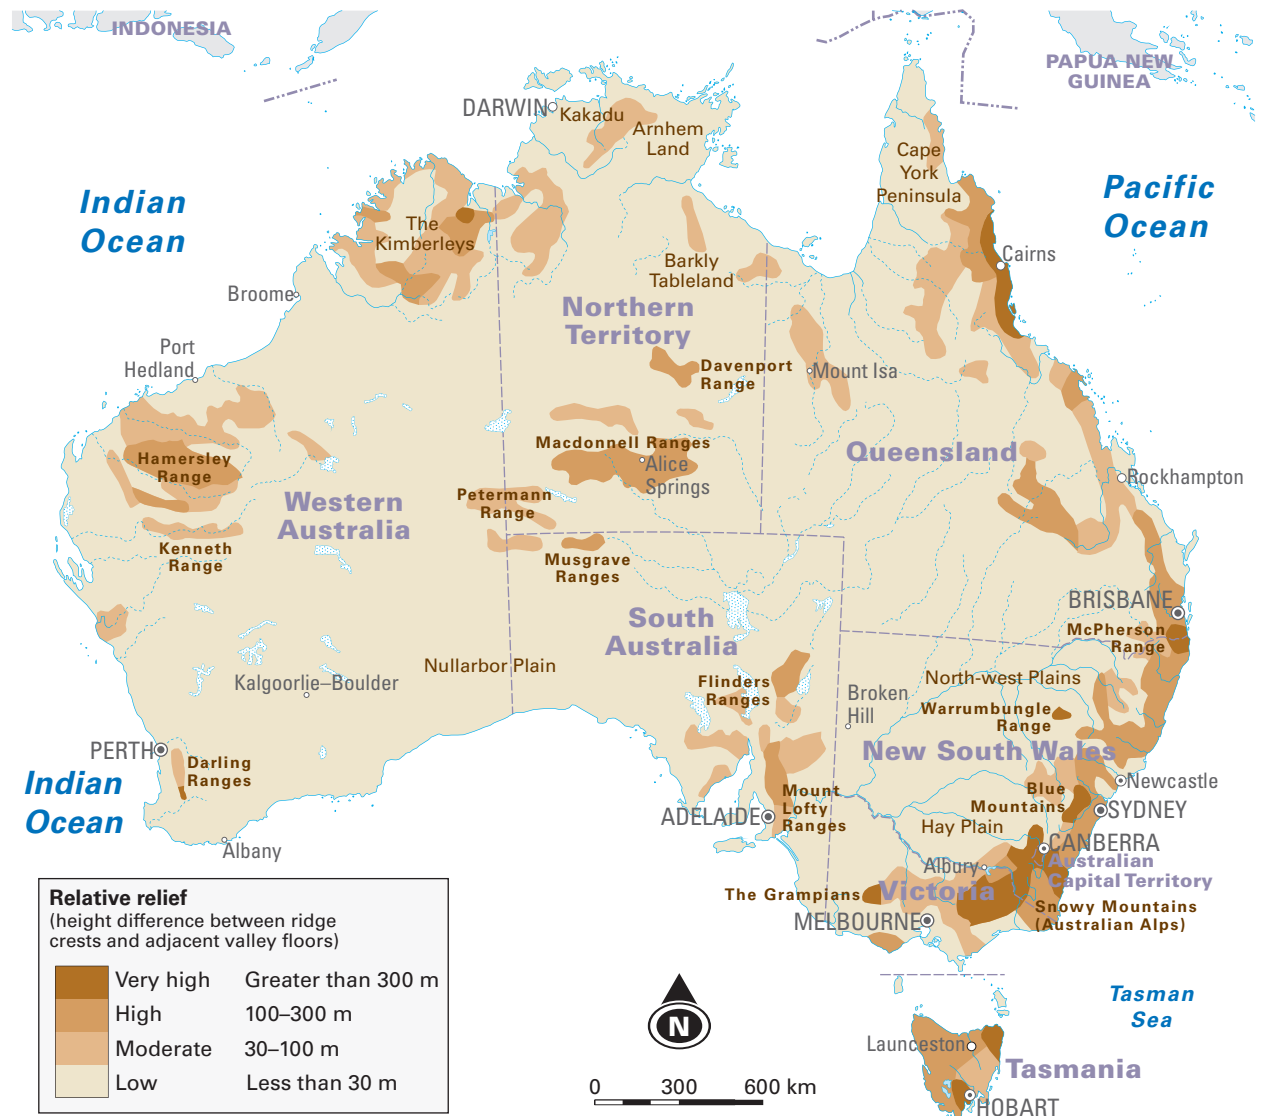 INDONESIA
PAPUA NEW
GUINEA
DARWIN
Kakadu
Arnhem
Land
Cape
York
Peninsula
Indian
Ocean
Pacific
Ocean
The
Kimberleys
Cairns
Barkly
Tableland
Broome
Northern
Territory
Port
Hedland
Davenport
Range
Mount Isa
Macdonnell Ranges
Alice
Springs
Queensland
Hamersley
Range
Rockhampton
Western
Australia
Petermann
Range
Kenneth
Range
Musgrave
Ranges
BRISBANE
South
Australia
McPherson
Range
Nullarbor Plain
Kalgoorlie–Boulder
Flinders
Ranges
North-west Plains
Broken
Hill
Warrumbungle
Range
PERTH
New South Wales
Darling
Ranges
Indian
Ocean
Mount
Lofty
Ranges
Blue
Mountains
Newcastle
ADELAIDE
SYDNEY
Hay Plain
Albany
CANBERRA
Australian
Capital Territory
Albury
The Grampians
Victoria
Snowy Mountains
(Australian Alps)
MELBOURNE
Relative relief
(height difference between ridge
crests and adjacent valley floors)
Very high Greater than 300 m
High 100–300 m
Moderate 30–100 m
Low Less than 30 m
N
0 300 600 km
Tasman
Sea
Launceston
Tasmania
HOBART